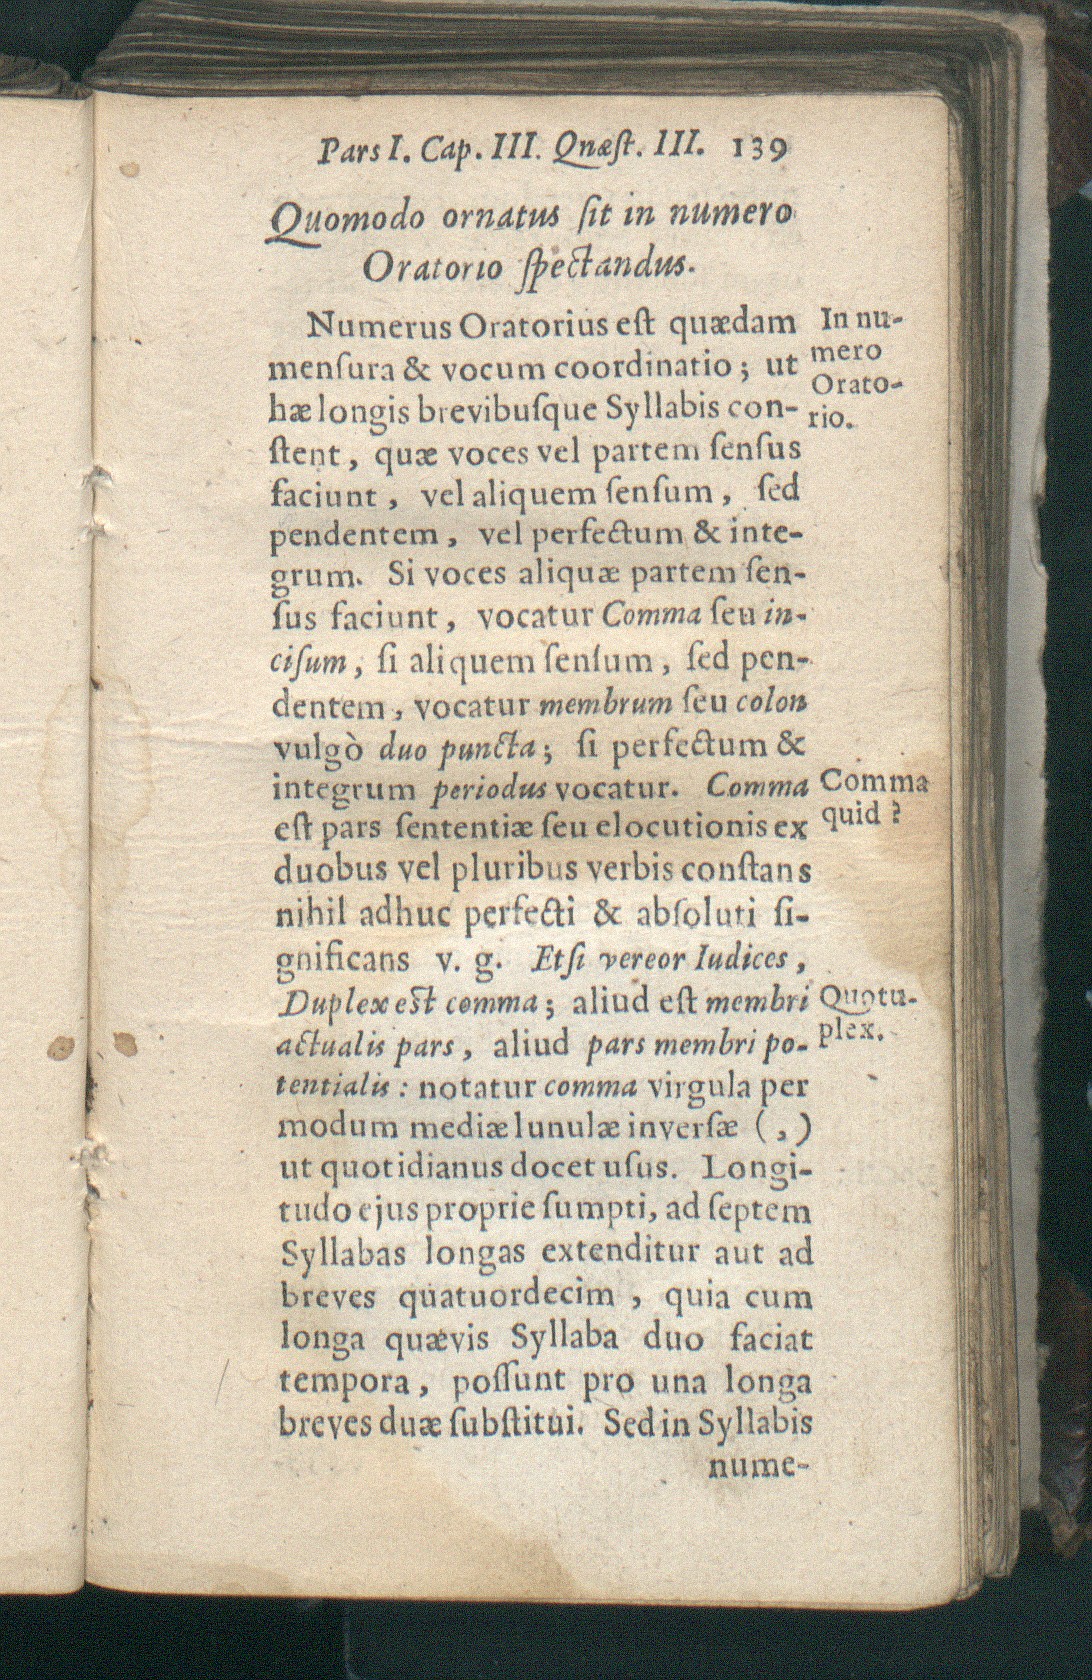 Pars I. Cap. III. Quæſt. III. 139
Quomodo ornatus ſit in numero
Oratorio ſpectandus.
Numerus Oratorius eſt quædam
menſura & vocum coordinatio; ut
hæ longis brevibuſque Syllabis con-
ſtent, quæ voces vel partem ſenſus
faciunt, vel aliquem ſenſum, ſed
pendentem, vel perfectum & inte-
grum. Si voces aliquæ partem ſen-
ſus faciunt, vocatur Comma ſeu in-
ciſum, ſi aliquem ſenſum, ſed pen-
dentem, vocatur membrum ſeu colon
vulgò duo puncta; ſi perfectum &
integrum periodus vocatur. Comma
eſt pars ſententiæ ſeu elocutionis ex
duobus vel pluribus verbis conſtans
nihil adhuc perfecti & abſoluti ſi-
gnificans v. g. Etſi vereor Iudices,
Duplex eſt comma; aliud eſt membri
actualis pars, aliud pars membri po-
tentialis: notatur comma virgula per
modum mediæ lunulæ inverſæ (,)
ut quotidianus docet uſus. Longi-
tudo ejus proprie ſumpti, ad ſeptem
Syllabas longas extenditur aut ad
breves quatuordecim, quia cum
longa quævis Syllaba duo faciat
tempora, poſſunt pro una longa
breves duæ ſubſtitui. Sed in Syllabis
nume-
In nu-
mero
Orato-
rio.
Comma
quid?
Quotu-
plex.